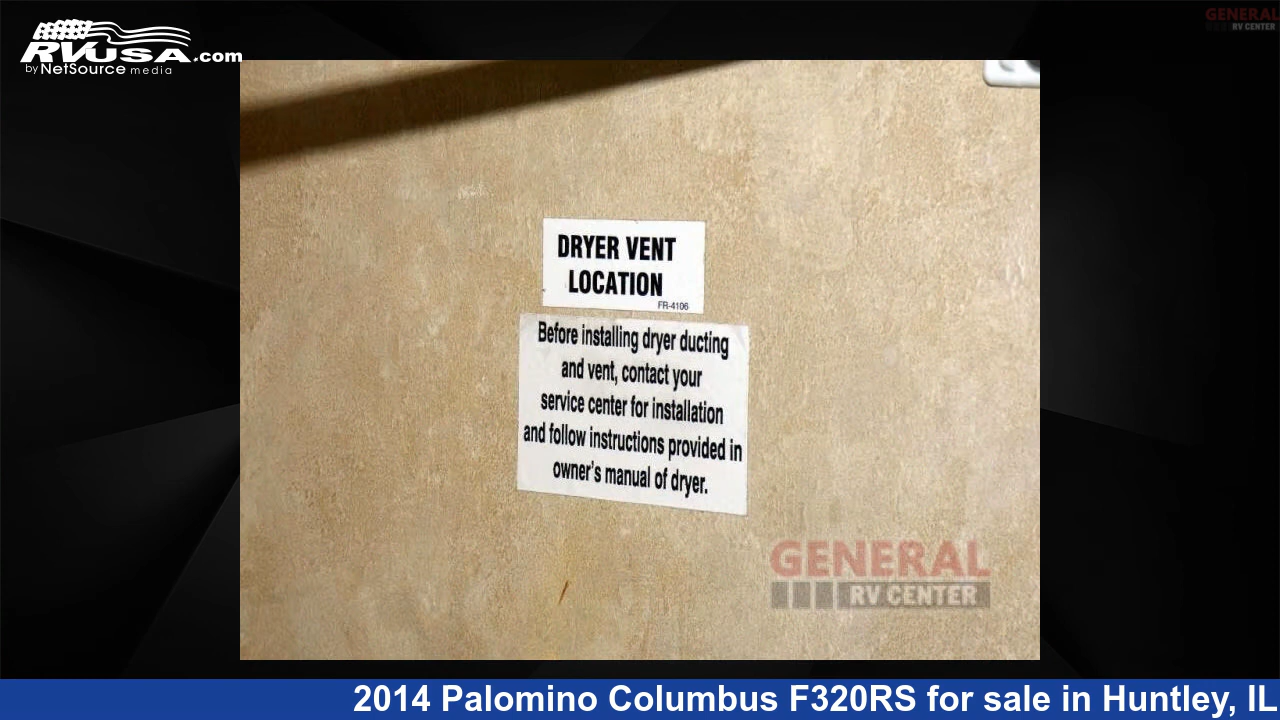 GENERAL
RV CENTER
RVUSA.com
by NetSource media
DRYER VENT
LOCATION
FR-4106
Before installing dryer ducting
and vent, contact your
service center for installation
and follow instructions provided in
owner's manual of dryer.
GENERAL
RV CENTER
2014 Palomino Columbus F320RS for sale in Huntley, IL